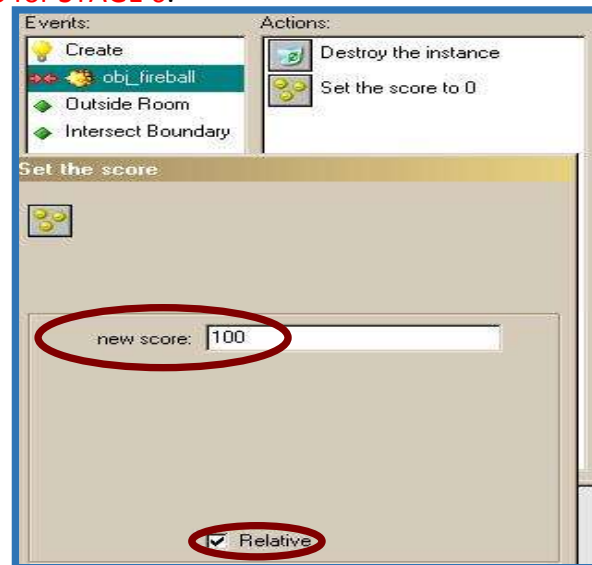 Events:
Actions:
Create
obj_fireball
Outside Room
Intersect Boundary
Destroy the instance
Set the score to 0
Set the score
new score: 100
Relative